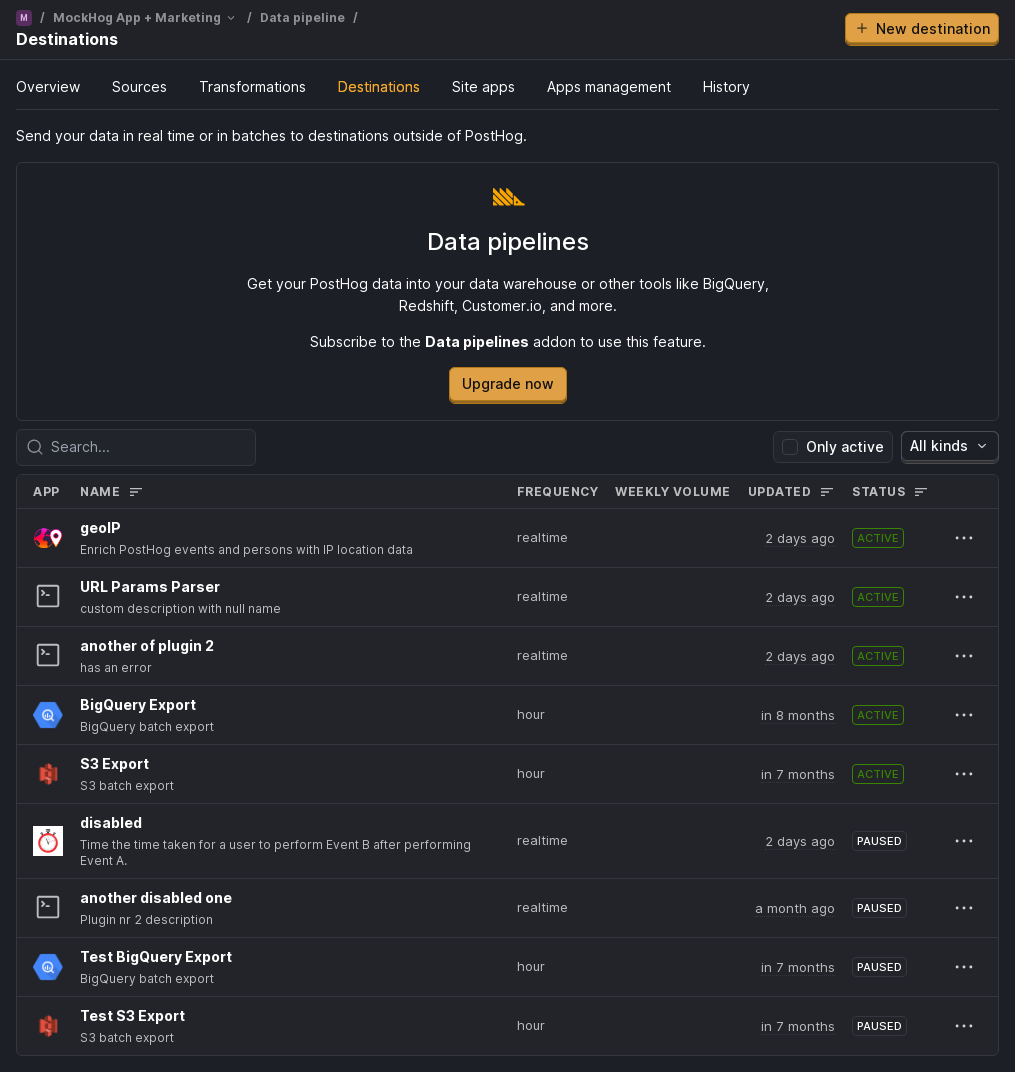 M / MockHog App + Marketing / Data pipeline /
Destinations
New destination
Overview Sources Transformations Destinations Site apps Apps management History
Send your data in real time or in batches to destinations outside of PostHog.
Data pipelines
Get your PostHog data into your data warehouse or other tools like BigQuery,
Redshift, Customer.io, and more.
Subscribe to the Data pipelines addon to use this feature.
Upgrade now
Search...
Only active
All kinds
APP NAME FREQUENCY WEEKLY VOLUME UPDATED STATUS
geoIP
Enrich PostHog events and persons with IP location data
realtime 2 days ago ACTIVE
URL Params Parser
custom description with null name
realtime 2 days ago ACTIVE
another of plugin 2
has an error
realtime 2 days ago ACTIVE
BigQuery Export
BigQuery batch export
hour in 8 months ACTIVE
S3 Export
S3 batch export
hour in 7 months ACTIVE
disabled
Time the time taken for a user to perform Event B after performing
Event A.
realtime 2 days ago PAUSED
another disabled one
Plugin nr 2 description
realtime a month ago PAUSED
Test BigQuery Export
BigQuery batch export
hour in 7 months PAUSED
Test S3 Export
S3 batch export
hour in 7 months PAUSED